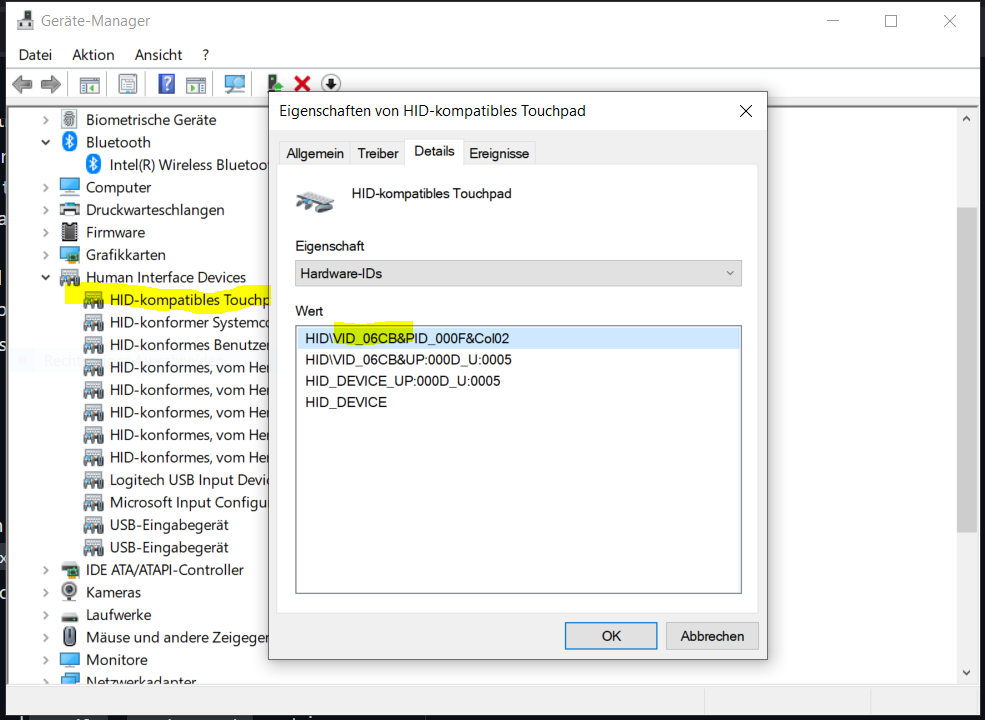 Geräte-Manager
Datei Aktion Ansicht ?
Biometrische Geräte
Bluetooth
Intel(R) Wireless Bluetoo
Computer
Druckwarteschlangen
Firmware
Grafikkarten
Human Interface Devices
HID-kompatibles Touchp
HID-konformer Systemco
HID-konformes Benutzer
HID-konformes, vom Her
HID-konformes, vom Her
HID-konformes, vom Her
HID-konformes, vom Her
HID-konformes, vom Her
Logitech USB Input Devic
Microsoft Input Configu
USB-Eingabegerät
USB-Eingabegerät
IDE ATA/ATAPI-Controller
Kameras
Laufwerke
Mäuse und andere Zeigeger
Monitore
Netzwerkadapter
Eigenschaften von HID-kompatibles Touchpad
Allgemein Treiber Details Ereignisse
HID-kompatibles Touchpad
Eigenschaft
Hardware-IDs
Wert
HID\VID_06CB&PID_000F&Col02
HID\VID_06CB&UP:000D_U:0005
HID_DEVICE_UP:000D_U:0005
HID_DEVICE
OK Abbrechen